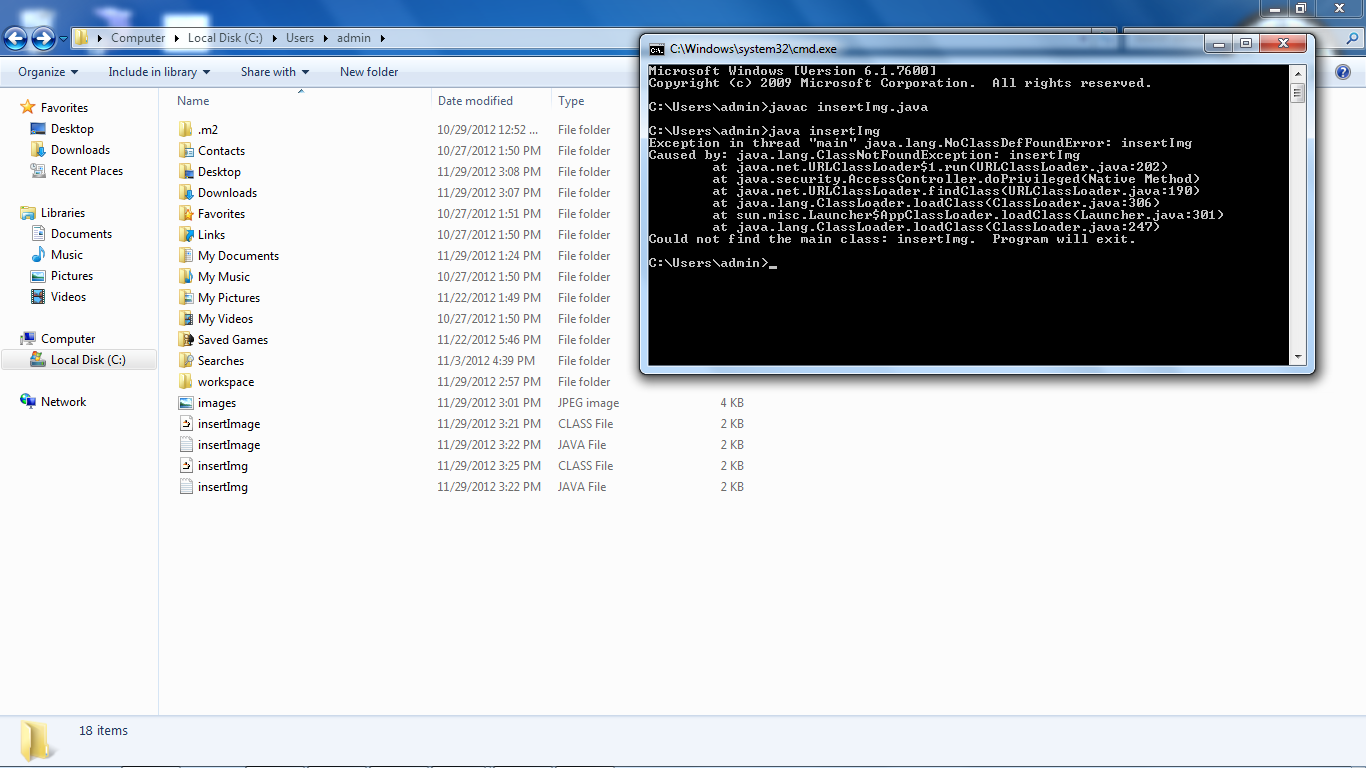 Computer Local Disk (C:) Users admin
Organize Include in library Share with New folder
Favorites
Desktop
Downloads
Recent Places
Libraries
Documents
Music
Pictures
Videos
Computer
Local Disk (C:)
Network
Name Date modified Type
.m2 10/29/2012 12:52 ... File folder
Contacts 10/27/2012 1:50 PM File folder
Desktop 11/29/2012 3:08 PM File folder
Downloads 11/29/2012 3:07 PM File folder
Favorites 10/27/2012 1:51 PM File folder
Links 10/27/2012 1:50 PM File folder
My Documents 11/29/2012 1:24 PM File folder
My Music 10/27/2012 1:50 PM File folder
My Pictures 11/22/2012 1:49 PM File folder
My Videos 10/27/2012 1:50 PM File folder
Saved Games 11/22/2012 5:46 PM File folder
Searches 11/3/2012 4:39 PM File folder
workspace 11/29/2012 2:57 PM File folder
images 11/29/2012 3:01 PM JPEG image 4 KB
insertImage 11/29/2012 3:21 PM CLASS File 2 KB
insertImage 11/29/2012 3:22 PM JAVA File 2 KB
insertImg 11/29/2012 3:25 PM CLASS File 2 KB
insertImg 11/29/2012 3:22 PM JAVA File 2 KB
18 items
C:\Windows\system32\cmd.exe
Microsoft Windows [Version 6.1.7600]
Copyright (c) 2009 Microsoft Corporation. All rights reserved.
C:\Users\admin>javac insertImg.java
C:\Users\admin>java insertImg
Exception in thread "main" java.lang.NoClassDefFoundError: insertImg
Caused by: java.lang.ClassNotFoundException: insertImg
at java.net.URLClassLoader$1.run(URLClassLoader.java:202)
at java.security.AccessController.doPrivileged(Native Method)
at java.net.URLClassLoader.findClass(URLClassLoader.java:190)
at java.lang.ClassLoader.loadClass(ClassLoader.java:306)
at sun.misc.Launcher$AppClassLoader.loadClass(Launcher.java:301)
at java.lang.ClassLoader.loadClass(ClassLoader.java:247)
Could not find the main class: insertImg. Program will exit.
C:\Users\admin>_